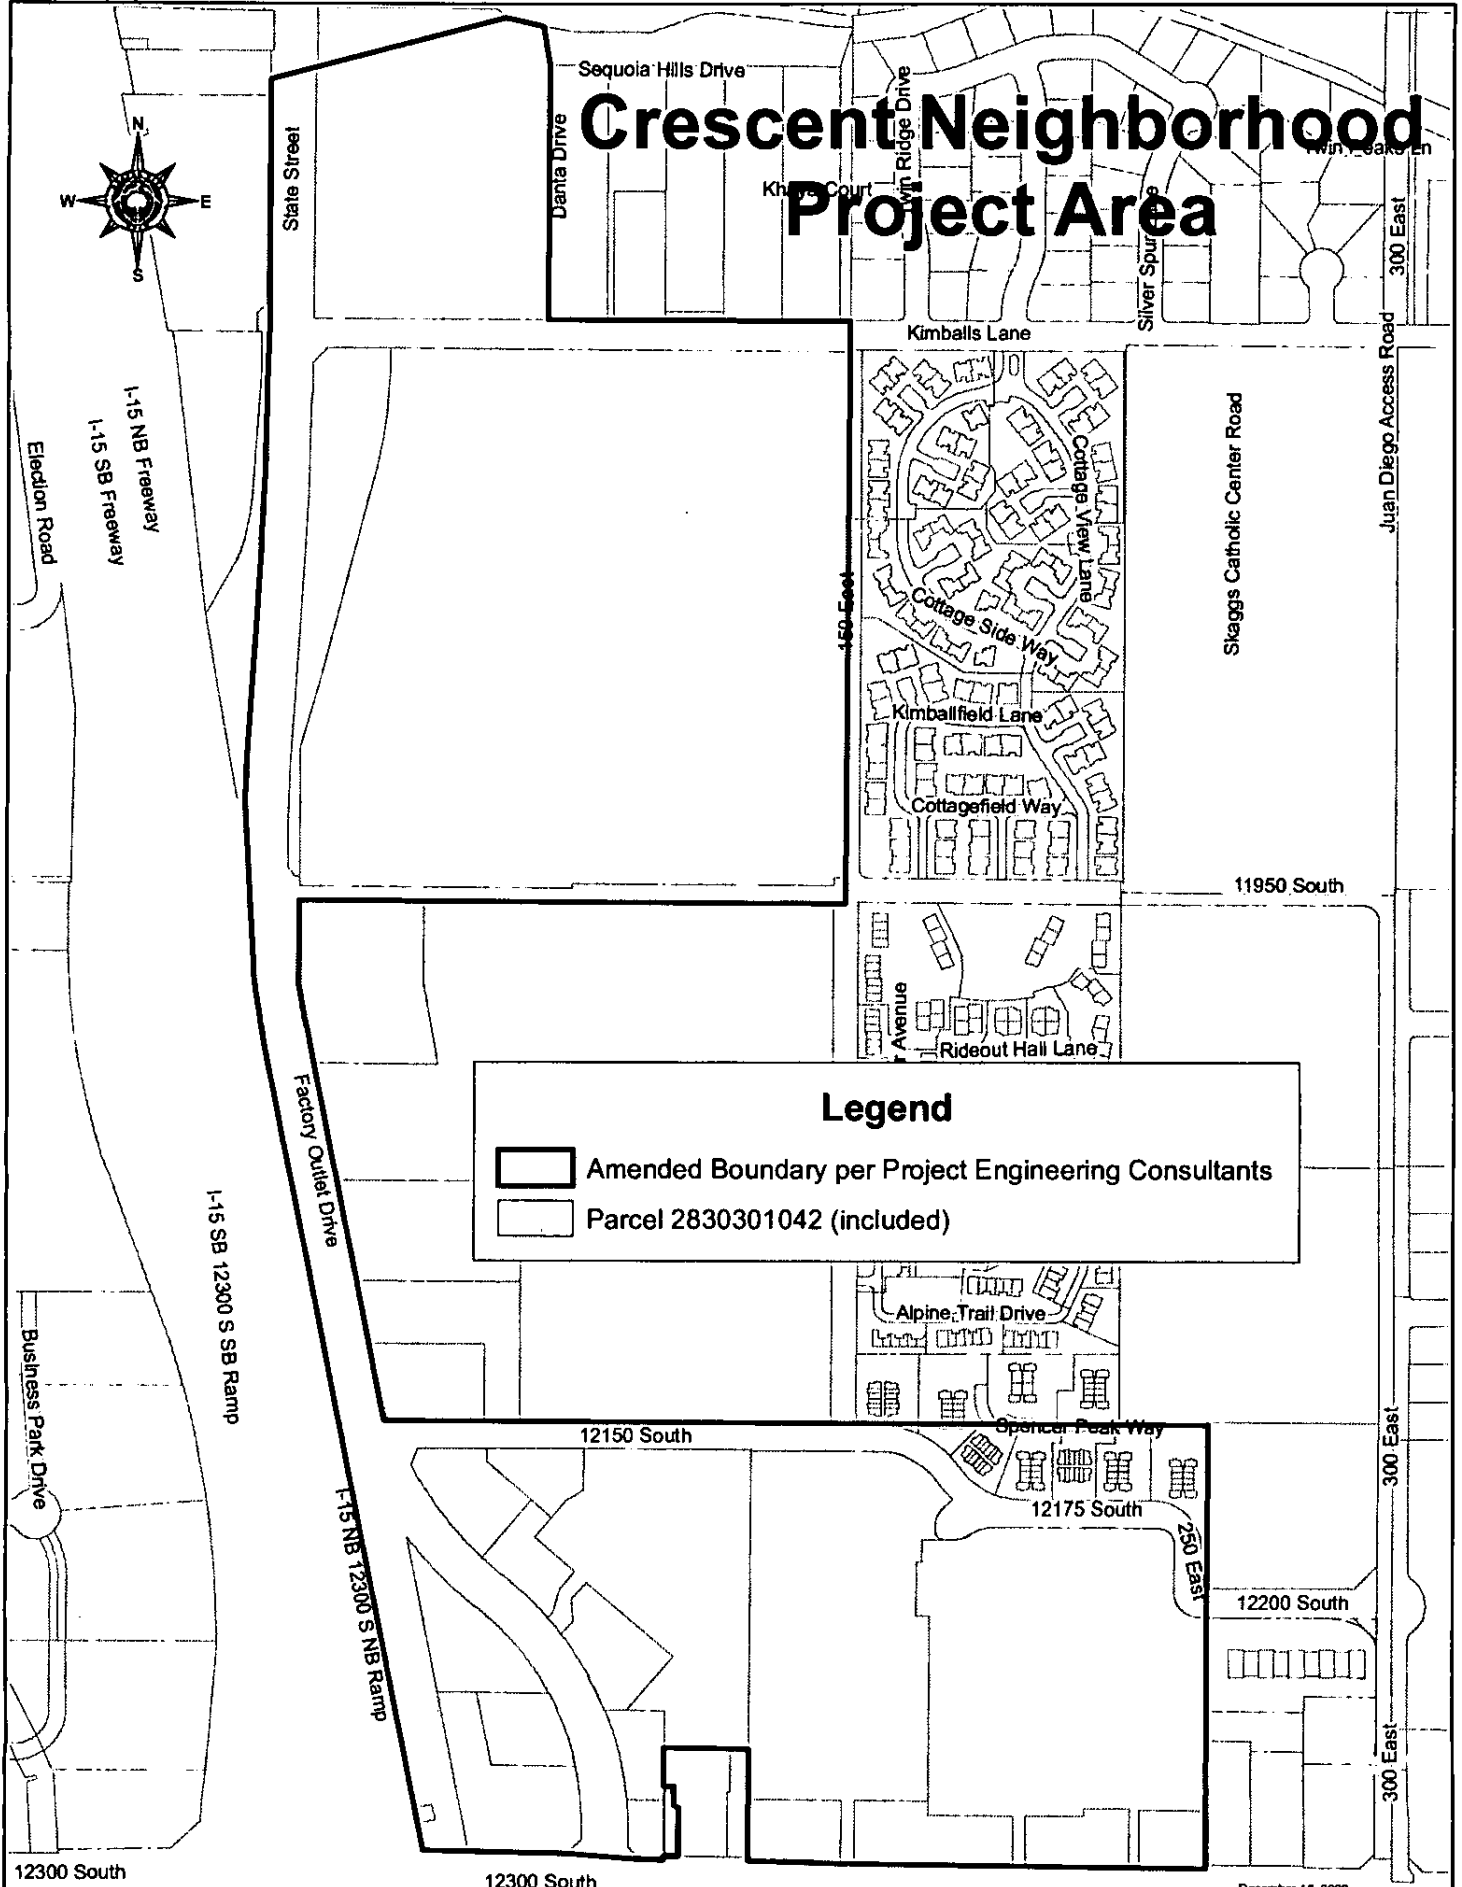 Sequoia Hills Drive
Crescent Neighborhood
Project Area
N
W
E
S
State Street
Danta Drive
Court
Twin Ridge Drive
Silver Spur
300 East
Kimballs Lane
Juan Diego Access Road
I-15 NB Freeway
I-15 SB Freeway
Election Road
Cottage View Lane
Skaggs Catholic Center Road
150 East
Cottage Side Way
Kimballfield Lane
Cottagefield Way
11950 South
Avenue
Rideout Hall Lane
Factory Outlet Drive
Legend
Amended Boundary per Project Engineering Consultants
Parcel 2830301042 (included)
I-15 SB 12300 S SB Ramp
Alpine Trail Drive
Business Park Drive
12150 South
Spencer Peak Way
300 East
12175 South
250 East
I-15 NB 12300 S NB Ramp
12200 South
300 East
12300 South
12300 South